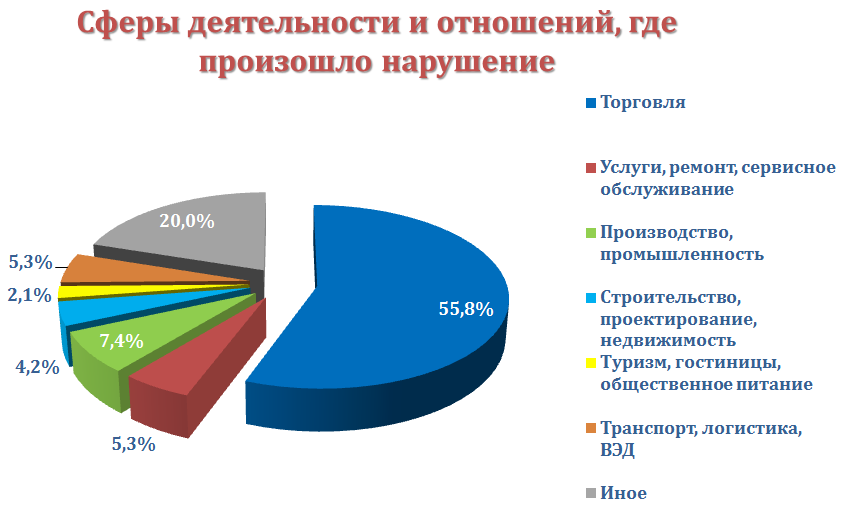 Сферы деятельности и отношений, где
произошло нарушение
Торговля
Услуги, ремонт, сервисное
обслуживание
Производство,
промышленность
Строительство,
проектирование,
недвижимость
Туризм, гостиницы,
общественное питание
Транспорт, логистика,
ВЭД
Иное
20,0%
5,3%
2,1%
55,8%
7,4%
4,2%
5,3%